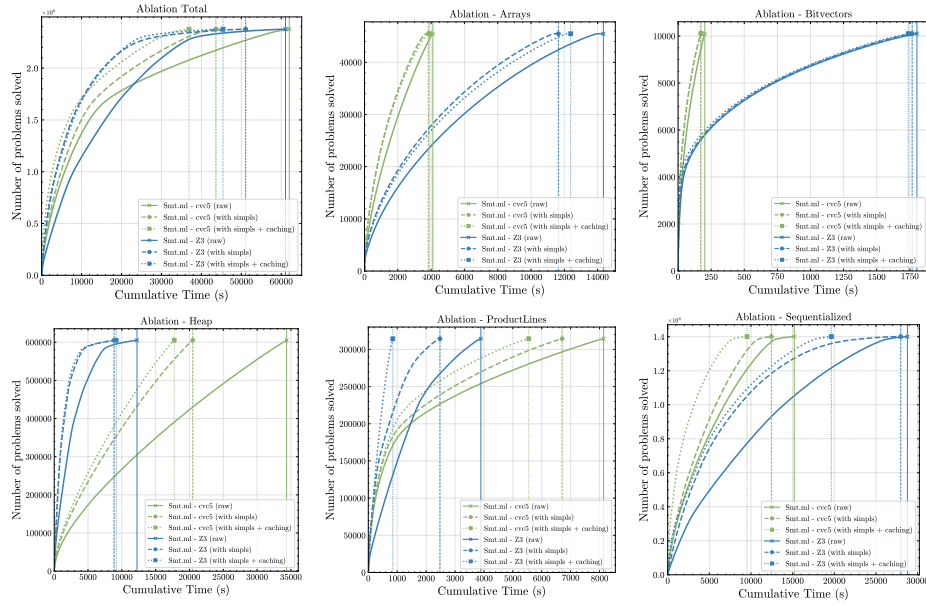 Ablation Total
Number of problems solved
2.0
1.6
1.2
0.8
0.4
0.0
0 10000 20000 30000 40000 50000 60000
Cumulative Time (s)
Smt.ml - cvc5 (raw)
Smt.ml - cvc5 (with simpls)
Smt.ml - cvc5 (with simpls + caching)
Smt.ml - Z3 (raw)
Smt.ml - Z3 (with simpls)
Smt.ml - Z3 (with simpls + caching)
Ablation - Arrays
Number of problems solved
40000
30000
20000
10000
0
0 2000 4000 6000 8000 10000 12000 14000
Cumulative Time (s)
Smt.ml - cvc5 (raw)
Smt.ml - cvc5 (with simpls)
Smt.ml - cvc5 (with simpls + caching)
Smt.ml - Z3 (raw)
Smt.ml - Z3 (with simpls)
Smt.ml - Z3 (with simpls + caching)
Ablation - Bitvectors
Number of problems solved
10000
8000
6000
4000
2000
0
0 250 500 750 1000 1250 1500 1750
Cumulative Time (s)
Smt.ml - cvc5 (raw)
Smt.ml - cvc5 (with simpls)
Smt.ml - cvc5 (with simpls + caching)
Smt.ml - Z3 (raw)
Smt.ml - Z3 (with simpls)
Smt.ml - Z3 (with simpls + caching)
Ablation - Heap
Number of problems solved
600000
500000
400000
300000
200000
100000
0
0 5000 10000 15000 20000 25000 30000 35000
Cumulative Time (s)
Smt.ml - cvc5 (raw)
Smt.ml - cvc5 (with simpls)
Smt.ml - cvc5 (with simpls + caching)
Smt.ml - Z3 (raw)
Smt.ml - Z3 (with simpls)
Smt.ml - Z3 (with simpls + caching)
Ablation - ProductLines
Number of problems solved
300000
250000
200000
150000
100000
50000
0
0 1000 2000 3000 4000 5000 6000 7000 8000
Cumulative Time (s)
Smt.ml - cvc5 (raw)
Smt.ml - cvc5 (with simpls)
Smt.ml - cvc5 (with simpls + caching)
Smt.ml - Z3 (raw)
Smt.ml - Z3 (with simpls)
Smt.ml - Z3 (with simpls + caching)
Ablation - Sequentialized
Number of problems solved
1.4
1.2
1.0
0.8
0.6
0.4
0.2
0.0
0 5000 10000 15000 20000 25000 30000
Cumulative Time (s)
Smt.ml - cvc5 (raw)
Smt.ml - cvc5 (with simpls)
Smt.ml - cvc5 (with simpls + caching)
Smt.ml - Z3 (raw)
Smt.ml - Z3 (with simpls)
Smt.ml - Z3 (with simpls + caching)